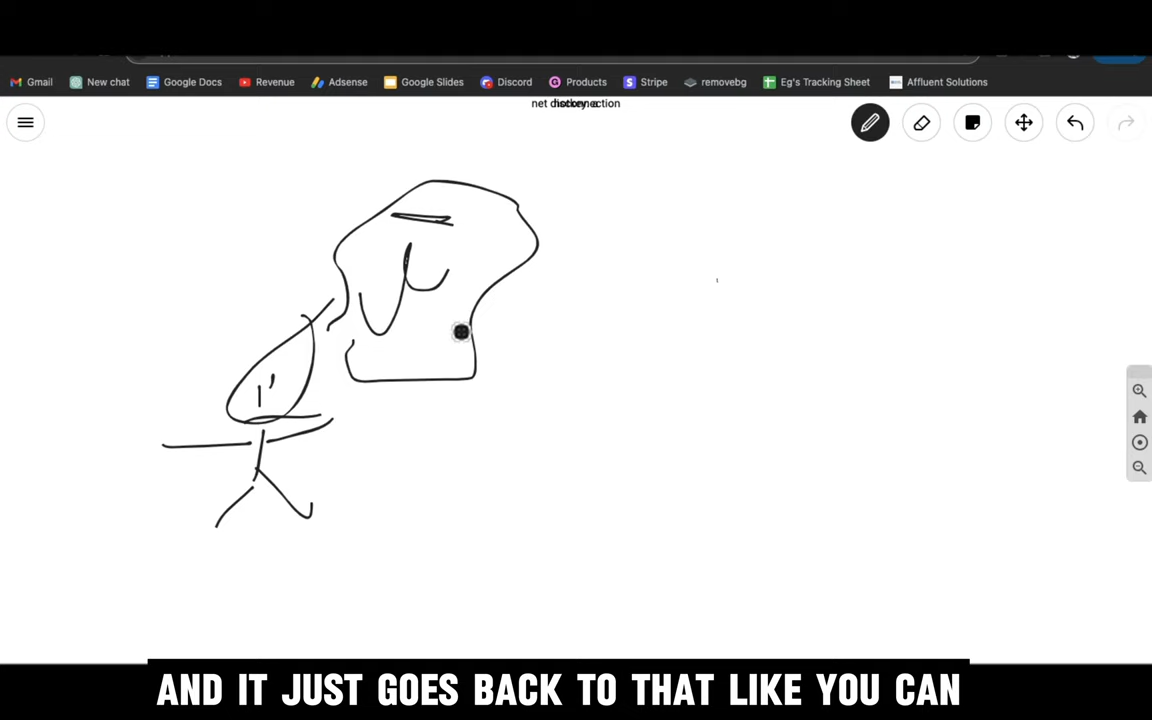 Gmail New chat Google Docs Revenue Adsense Google Slides Discord Products Stripe removebg Eg's Tracking Sheet Affluent Solutions
AND IT JUST GOES BACK TO THAT LIKE YOU CAN